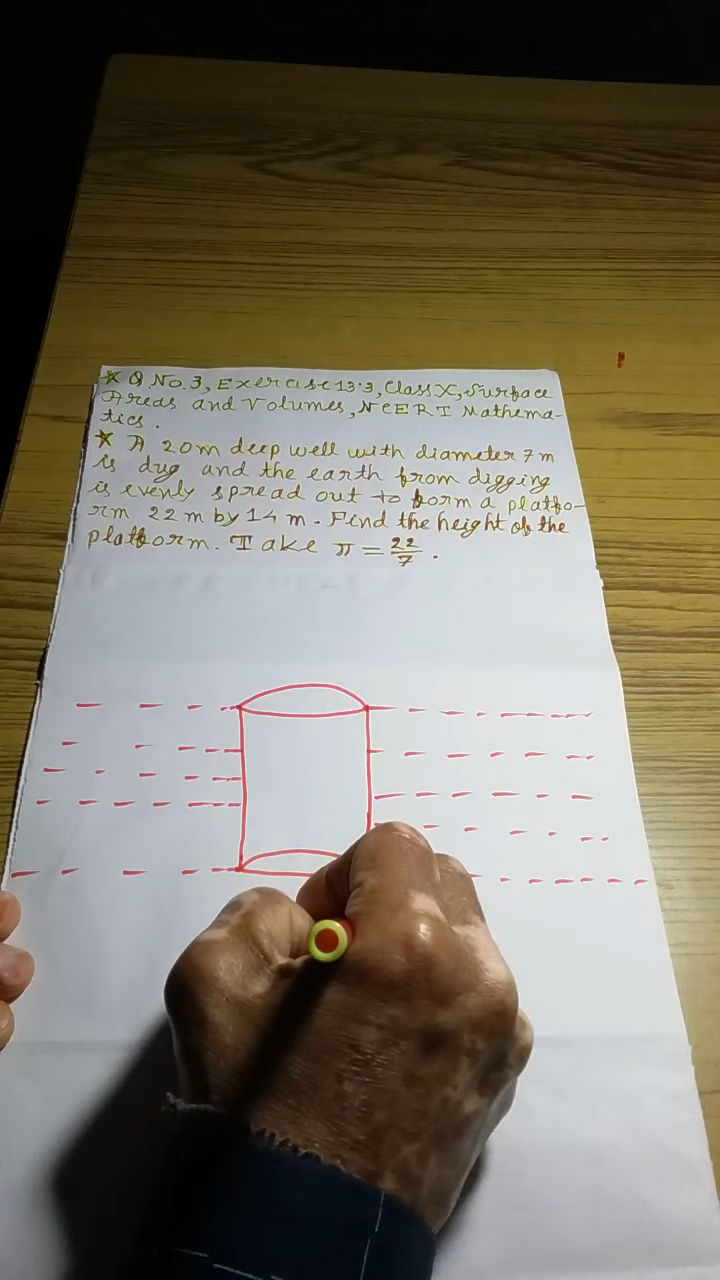 * Q No. 3, Exercise 13.3, Class X, Surface
Areas and Volumes, NCERT Mathema-
tics.
* A 20m deep well with diameter 7m
is dug and the earth from digging
is evenly spread out to form a platfo-
rm 22m by 14m. Find the height of the
platform. Take π = 22/7.